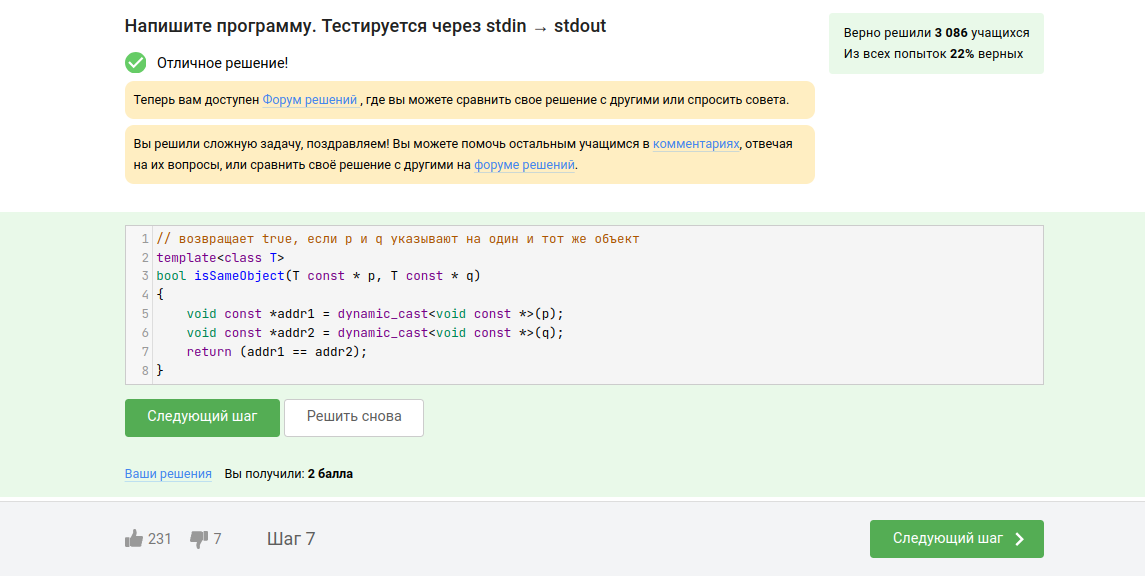 Напишите программу. Тестируется через stdin → stdout
Верно решили 3 086 учащихся
Из всех попыток 22% верных
Отличное решение!
Теперь вам доступен Форум решений , где вы можете сравнить свое решение с другими или спросить совета.
Вы решили сложную задачу, поздравляем! Вы можете помочь остальным учащимся в комментариях, отвечая
на их вопросы, или сравнить своё решение с другими на форуме решений.
1 // возвращает true, если p и q указывают на один и тот же объект
2 template<class T>
3 bool isSameObject(T const * p, T const * q)
4 {
5     void const *addr1 = dynamic_cast<void const *>(p);
6     void const *addr2 = dynamic_cast<void const *>(q);
7     return (addr1 == addr2);
8 }
Следующий шаг
Решить снова
Ваши решения Вы получили: 2 балла
231 7 Шаг 7
Следующий шаг